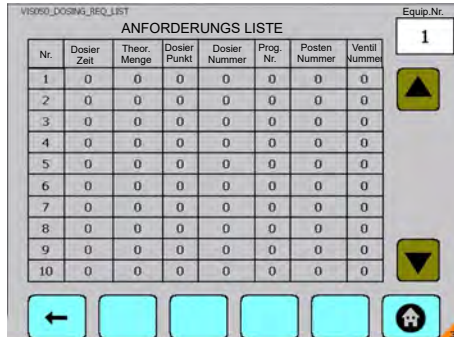 VIS050_DOSING_REQ_LIST
Equip.Nr.
ANFORDERUNGS LISTE
1
Nr. Dosier Zeit Theor. Menge Dosier Punkt Dosier Nummer Prog. Nr. Posten Nummer Ventil Nummer
1 0 0 0 0 0 0 0
2 0 0 0 0 0 0 0
3 0 0 0 0 0 0 0
4 0 0 0 0 0 0 0
5 0 0 0 0 0 0 0
6 0 0 0 0 0 0 0
7 0 0 0 0 0 0 0
8 0 0 0 0 0 0 0
9 0 0 0 0 0 0 0
10 0 0 0 0 0 0 0